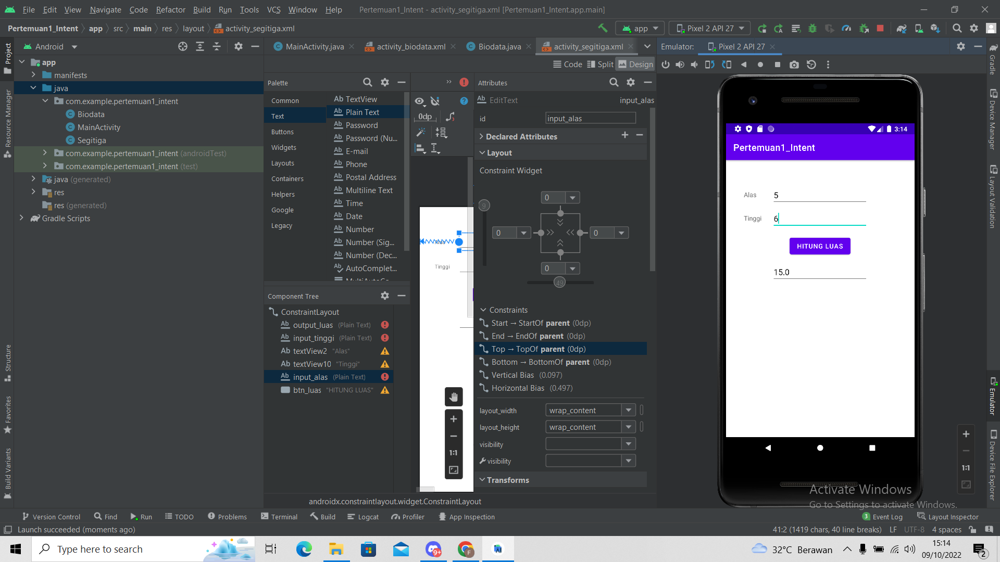 File Edit View Navigate Code Refactor Build Run Tools VCS Window Help Pertemuan1_Intent - activity_segitiga.xml [Pertemuan1_Intent.app.main]
Pertemuan1_Intent app src main res layout activity_segitiga.xml app Pixel 2 API 27
Project
Resource Manager
Structure
Favorites
Build Variants
Android
app
manifests
java
com.example.pertemuan1_intent
Biodata
MainActivity
Segitiga
com.example.pertemuan1_intent (androidTest)
com.example.pertemuan1_intent (test)
java (generated)
res
res (generated)
Gradle Scripts
MainActivity.java activity_biodata.xml Biodata.java activity_segitiga.xml
Code Split Design
Palette
Common
Text
Buttons
Widgets
Layouts
Containers
Helpers
Google
Legacy
Ab TextView
Ab Plain Text
Ab Password
Ab Password (Nu...
Ab E-mail
Ab Phone
Ab Postal Address
Ab Multiline Text
Ab Time
Ab Date
Ab Number
Ab Number (Sig...
Ab Number (Dec...
Ab AutoComplet...
Component Tree
ConstraintLayout
Ab output_luas (Plain Text)
Ab input_tinggi (Plain Text)
Ab textView2 "Alas"
Ab textView10 "Tinggi"
Ab input_alas (Plain Text)
btn_luas "HITUNG LUAS"
0dp
Alas
Tinggi
1:1
androidx.constraintlayout.widget.ConstraintLayout
Attributes
Ab EditText input_alas
id input_alas
Declared Attributes
Layout
Constraint Widget
0
9
0 0
0
49
Constraints
Start → StartOf parent (0dp)
End → EndOf parent (0dp)
Top → TopOf parent (0dp)
Bottom → BottomOf parent (0dp)
Vertical Bias (0.097)
Horizontal Bias (0.497)
layout_width wrap_content
layout_height wrap_content
visibility
visibility
Transforms
Emulator: Pixel 2 API 27
3:14
Pertemuan1_Intent
Alas 5
Tinggi 6
HITUNG LUAS
15.0
1:1
Activate Windows
Go to Settings to activate Windows.
Gradle
Device Manager
Layout Validation
Emulator
Device File Explorer
Version Control Find Run TODO Problems Terminal Build Logcat Profiler App Inspection 3 Event Log Layout Inspector
Launch succeeded (moments ago) 41:2 (1419 chars, 40 line breaks) LF UTF-8 4 spaces
Type here to search 9+ F 32°C Berawan 15:14
09/10/2022 2